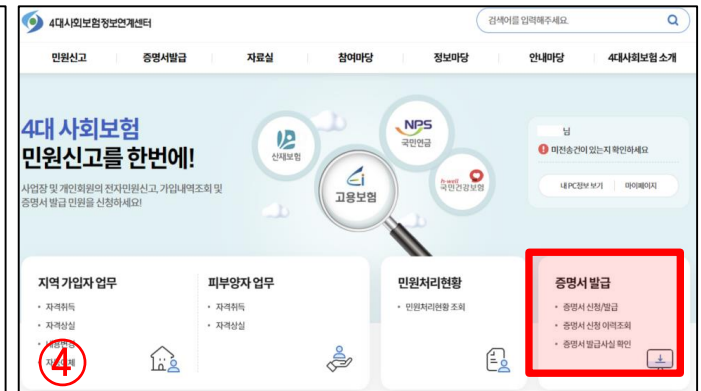 4대사회보험정보연계센터
검색어를 입력해주세요.
민원신고 증명서발급 자료실 참여마당 정보마당 안내마당 4대사회보험 소개
4대 사회보험
민원신고를 한번에!
사업장 및 개인회원의 전자민원신고, 가입내역조회 및
증명서 발급 민원을 신청하세요!
산재보험
NPS
국민연금
고용보험
h-well
국민건강보험
님
미전송건이 있는지 확인하세요
내 PC정보 보기 마이페이지
지역 가입자 업무
• 자격취득
• 자격상실
• 내용변경
④
피부양자 업무
• 자격취득
• 자격상실
민원처리현황
• 민원처리현황 조회
증명서 발급
• 증명서 신청/발급
• 증명서 신청 이력조회
• 증명서 발급사실 확인